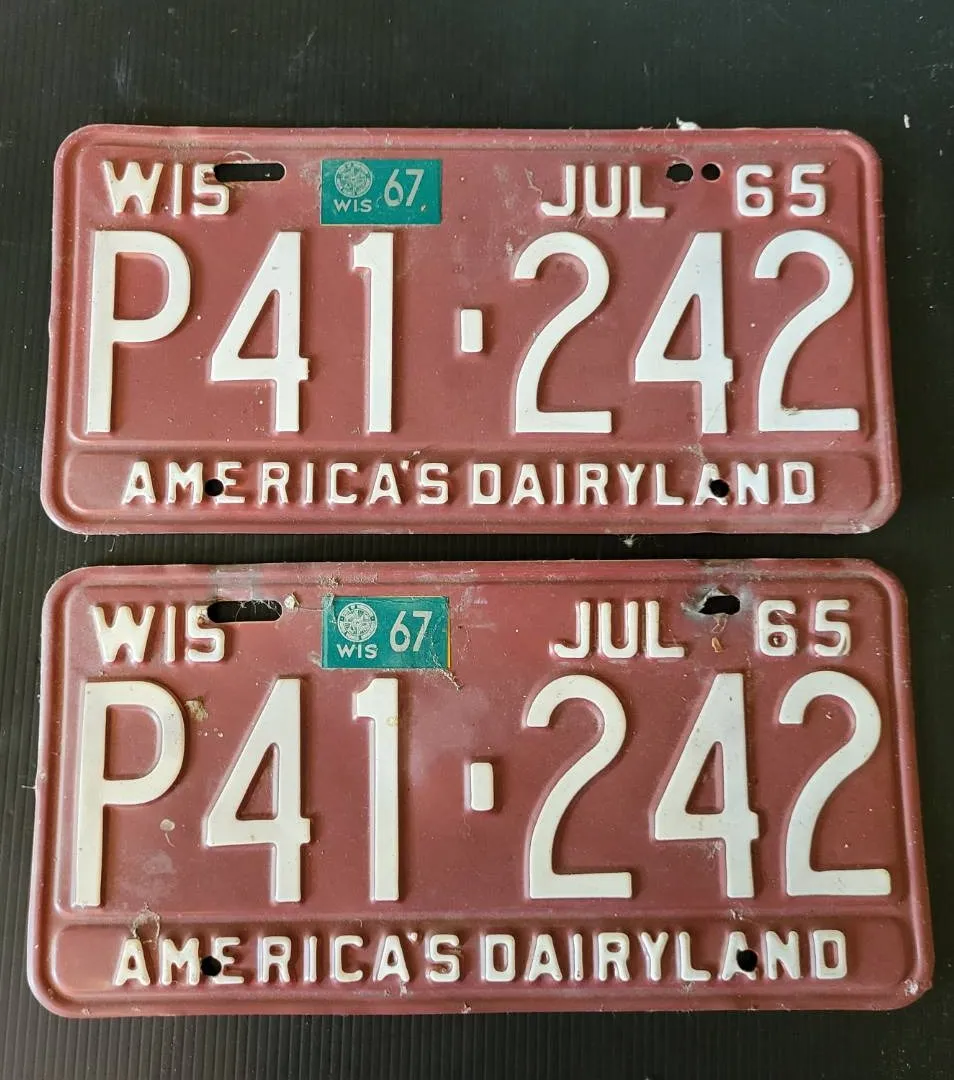 WIS WIS 67 JUL 65
P41-242
AMERICA'S DAIRYLAND
WIS WIS 67 JUL 65
P41-242
AMERICA'S DAIRYLAND